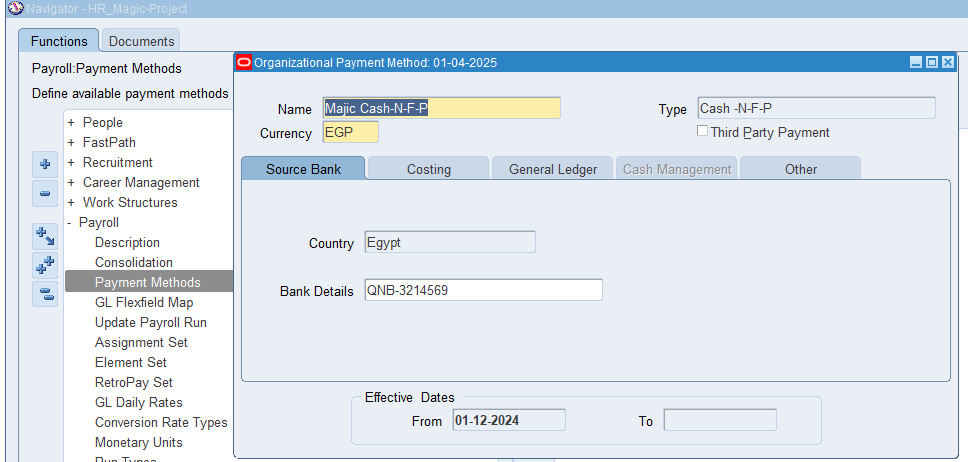 Navigator - HR_Magic-Project
Functions
Documents
Payroll:Payment Methods
Define available payment methods
+ People
+ FastPath
+ Recruitment
+ Career Management
+ Work Structures
- Payroll
Description
Consolidation
Payment Methods
GL Flexfield Map
Update Payroll Run
Assignment Set
Element Set
RetroPay Set
GL Daily Rates
Conversion Rate Types
Monetary Units
Run Types
Organizational Payment Method: 01-04-2025
Name Majic Cash-N-F-P Type Cash -N-F-P
Currency EGP Third Party Payment
Source Bank Costing General Ledger Cash Management Other
Country Egypt
Bank Details QNB-3214569
Effective Dates
From 01-12-2024 To